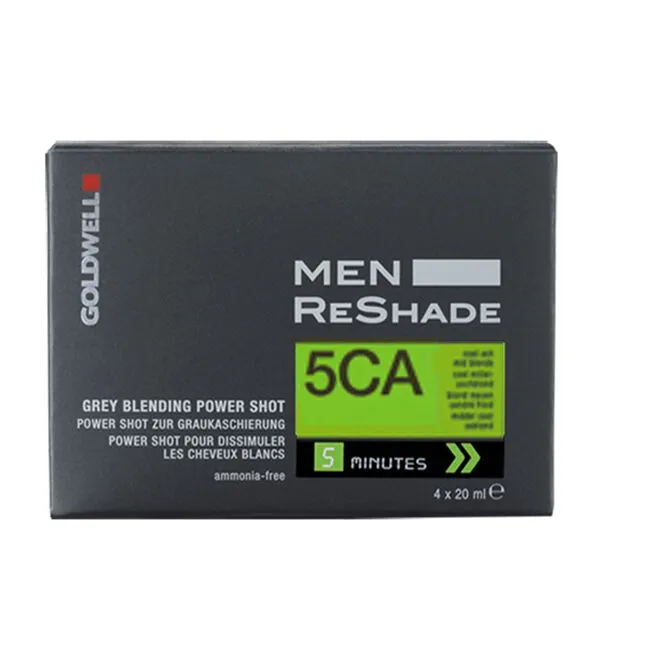 GOLDWELL
MEN
RESHADE
5CA
GREY BLENDING POWER SHOT
POWER SHOT ZUR GRAUKASCHIERUNG
POWER SHOT POUR DISSIMULER
LES CHEVEUX BLANCS
ammonia-free
5 MINUTES
4 x 20 ml ℮